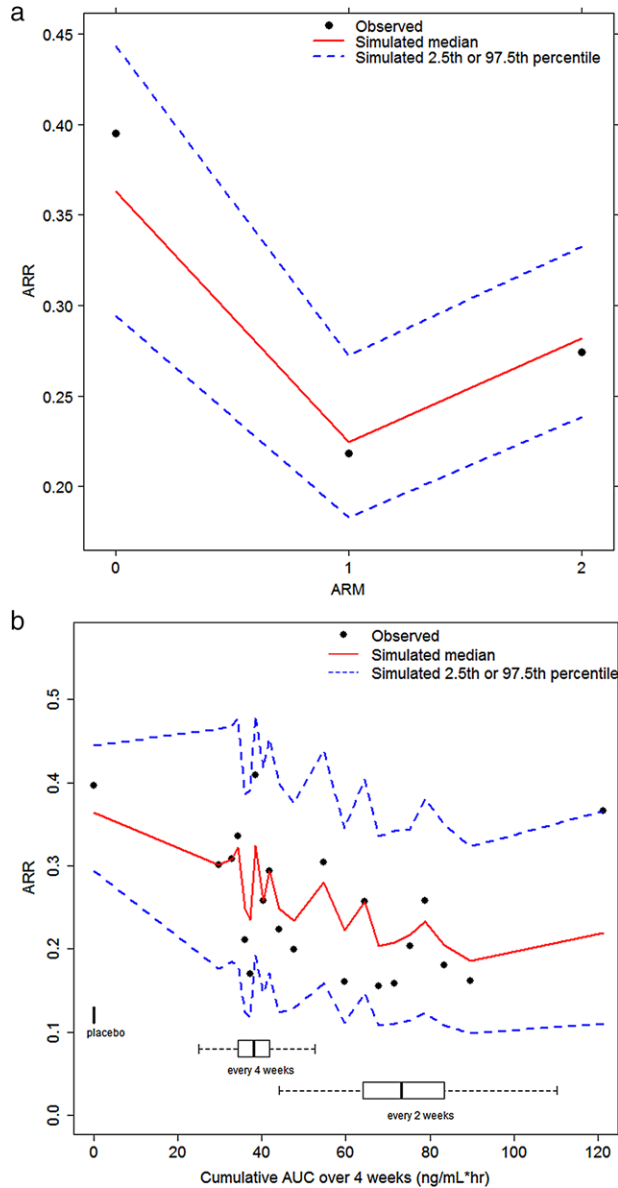 a
Observed
Simulated median
Simulated 2.5th or 97.5th percentile
0.45
0.40
0.35
0.30
0.25
0.20
ARR
0 1 2
ARM
b
Observed
Simulated median
Simulated 2.5th or 97.5th percentile
0.5
0.4
0.3
0.2
0.1
0.0
ARR
placebo
every 4 weeks
every 2 weeks
0 20 40 60 80 100 120
Cumulative AUC over 4 weeks (ng/mL*hr)